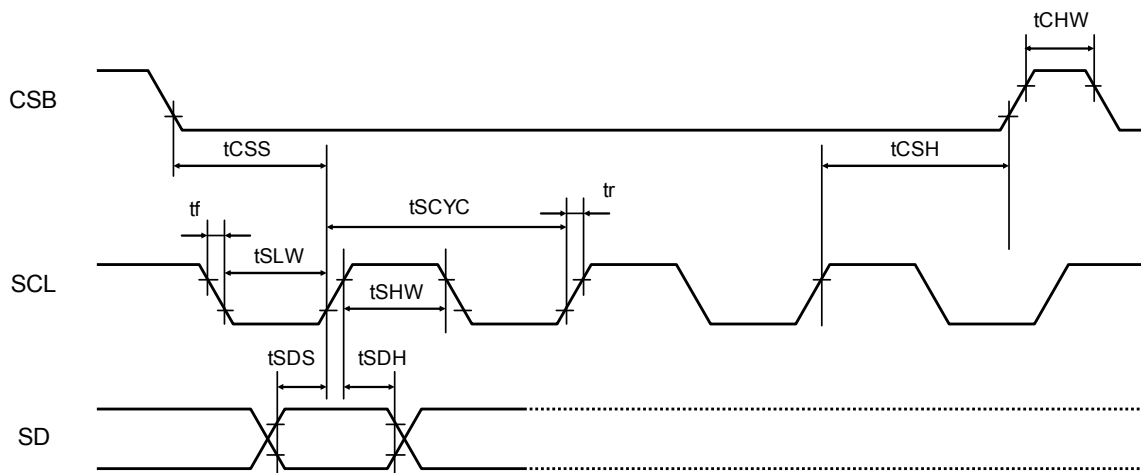 tCHW
CSB
tCSS
tCSH
tf
tSCYC
tr
tSLW
SCL
tSHW
tSDS
tSDH
SD